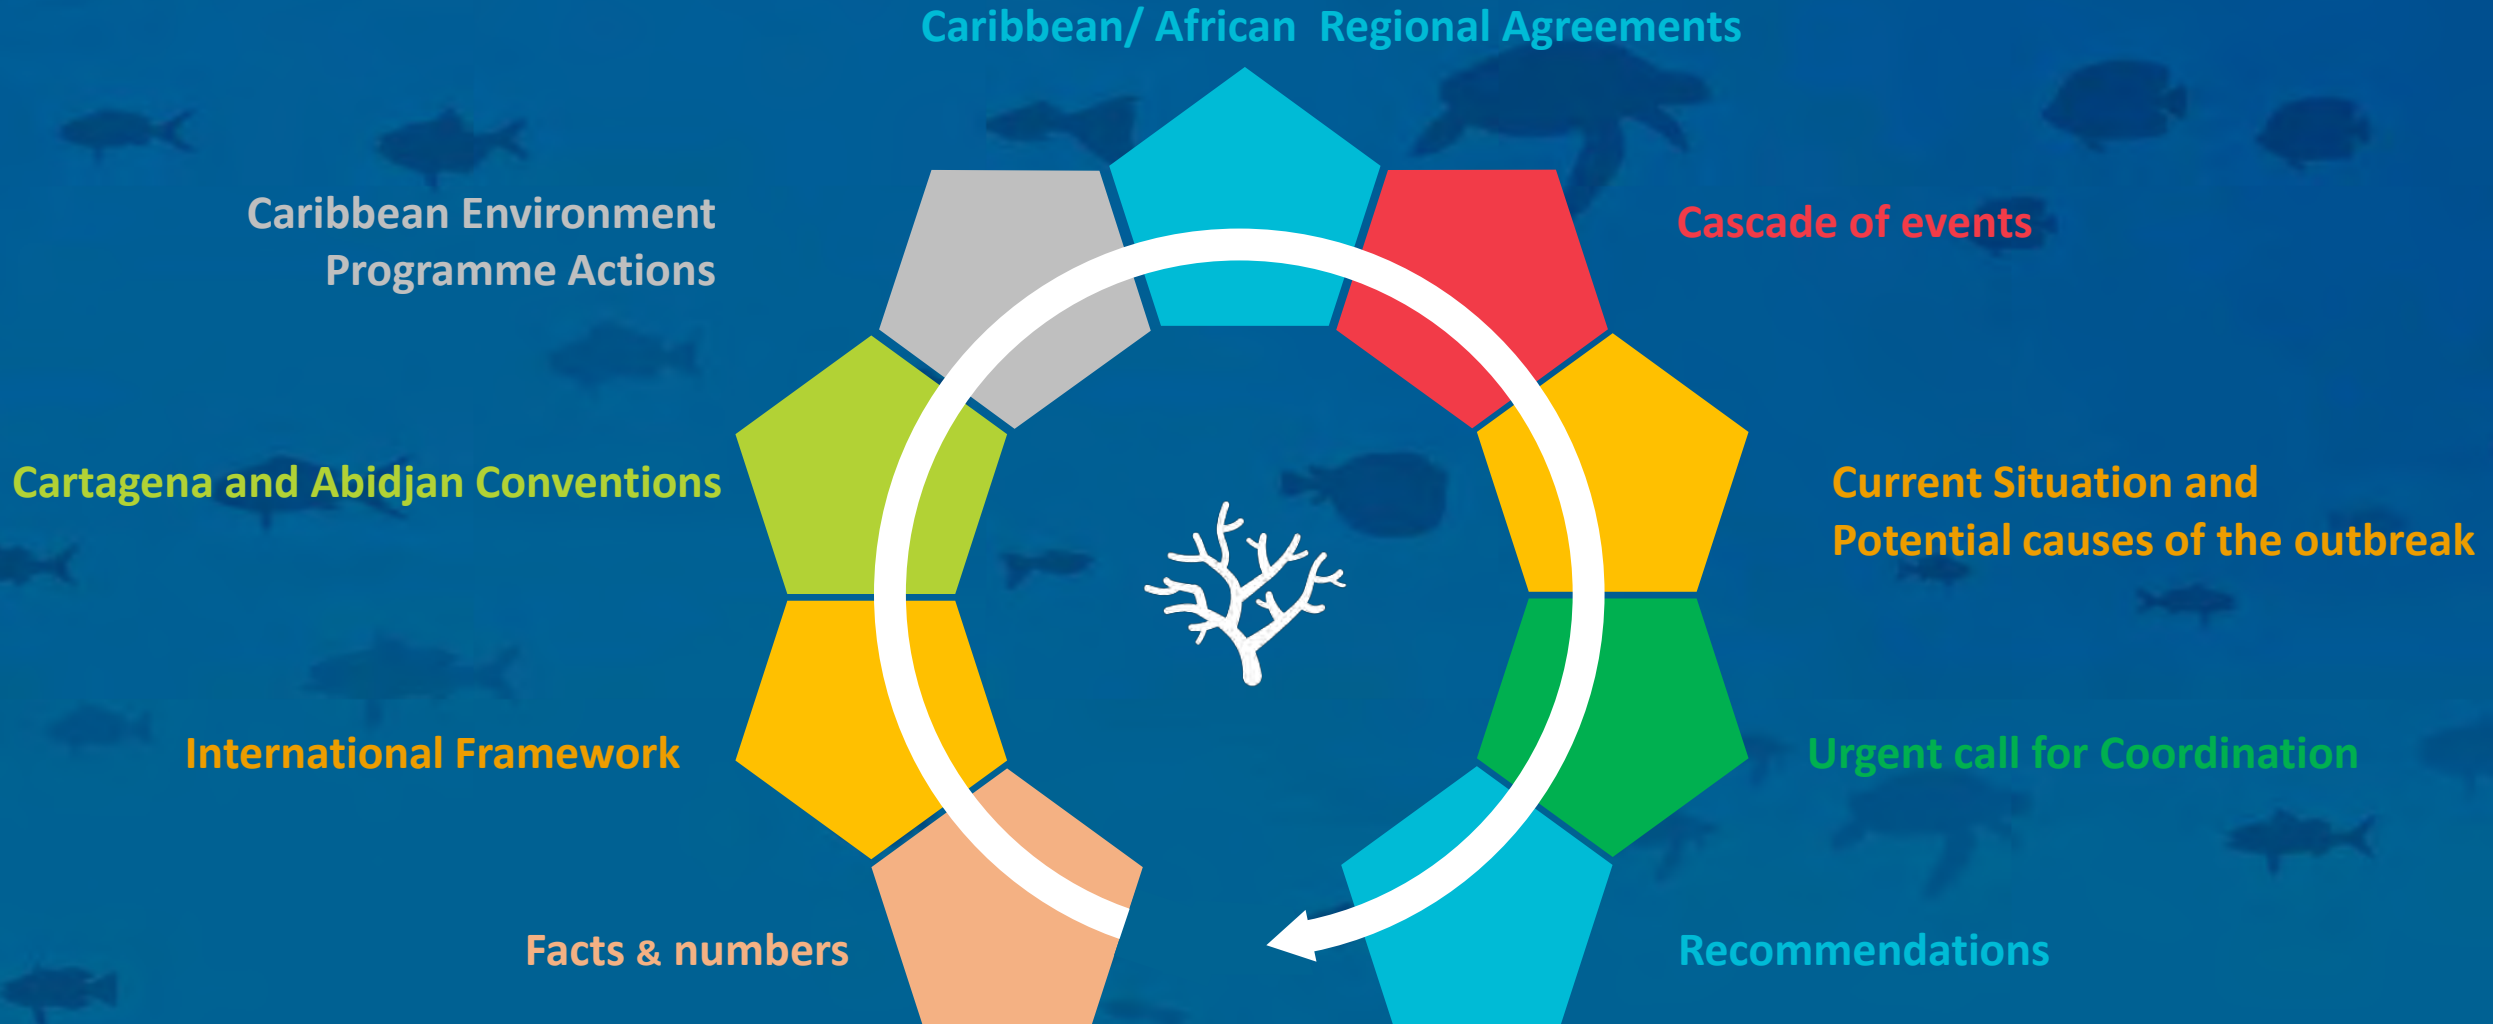 Caribbean/ African Regional Agreements
Caribbean Environment
Programme Actions
Cascade of events
Cartagena and Abidjan Conventions
Current Situation and
Potential causes of the outbreak
International Framework
Urgent call for Coordination
Facts & numbers
Recommendations